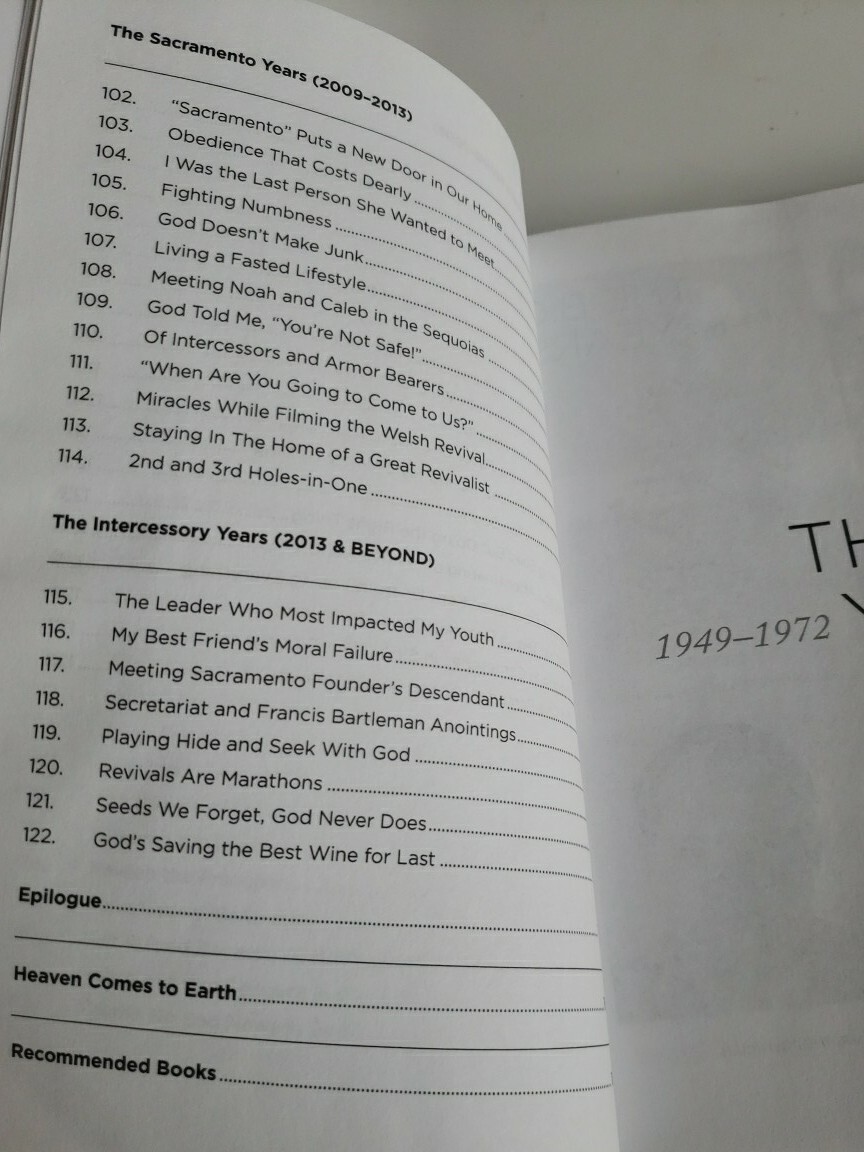 The Sacramento Years (2009–2013)
102. “Sacramento” Puts a New Door in Our Home
103. Obedience That Costs Dearly
104. I Was the Last Person She Wanted to Meet
105. Fighting Numbness
106. God Doesn’t Make Junk
107. Living a Fasted Lifestyle
108. Meeting Noah and Caleb in the Sequoias
109. God Told Me, “You’re Not Safe!”
110. Of Intercessors and Armor Bearers
111. “When Are You Going to Come to Us?”
112. Miracles While Filming the Welsh Revival
113. Staying In The Home of a Great Revivalist
114. 2nd and 3rd Holes-in-One
The Intercessory Years (2013 & BEYOND)
115. The Leader Who Most Impacted My Youth
116. My Best Friend’s Moral Failure
117. Meeting Sacramento Founder’s Descendant
118. Secretariat and Francis Bartleman Anointings
119. Playing Hide and Seek With God
120. Revivals Are Marathons
121. Seeds We Forget, God Never Does
122. God’s Saving the Best Wine for Last
Epilogue
Heaven Comes to Earth
Recommended Books
TH
1949–1972